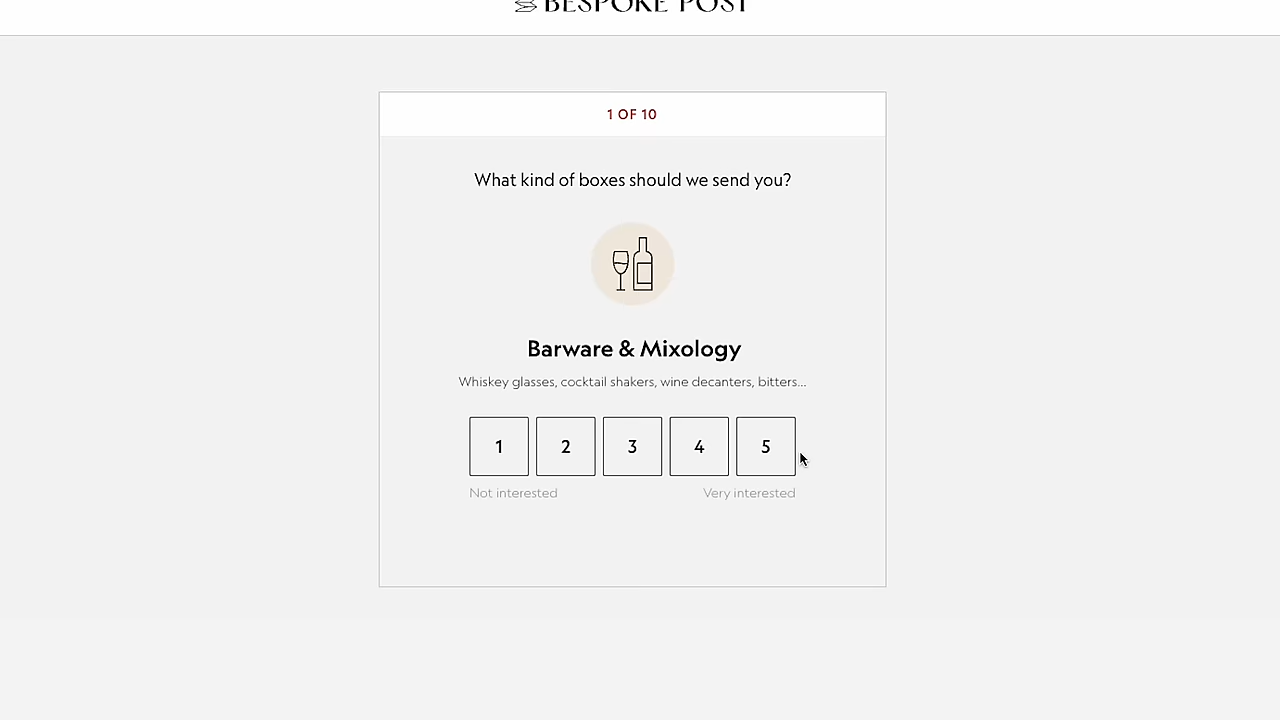 BESPOKE POST
1 OF 10
What kind of boxes should we send you?
Barware & Mixology
Whiskey glasses, cocktail shakers, wine decanters, bitters...
1 2 3 4 5
Not interested Very interested